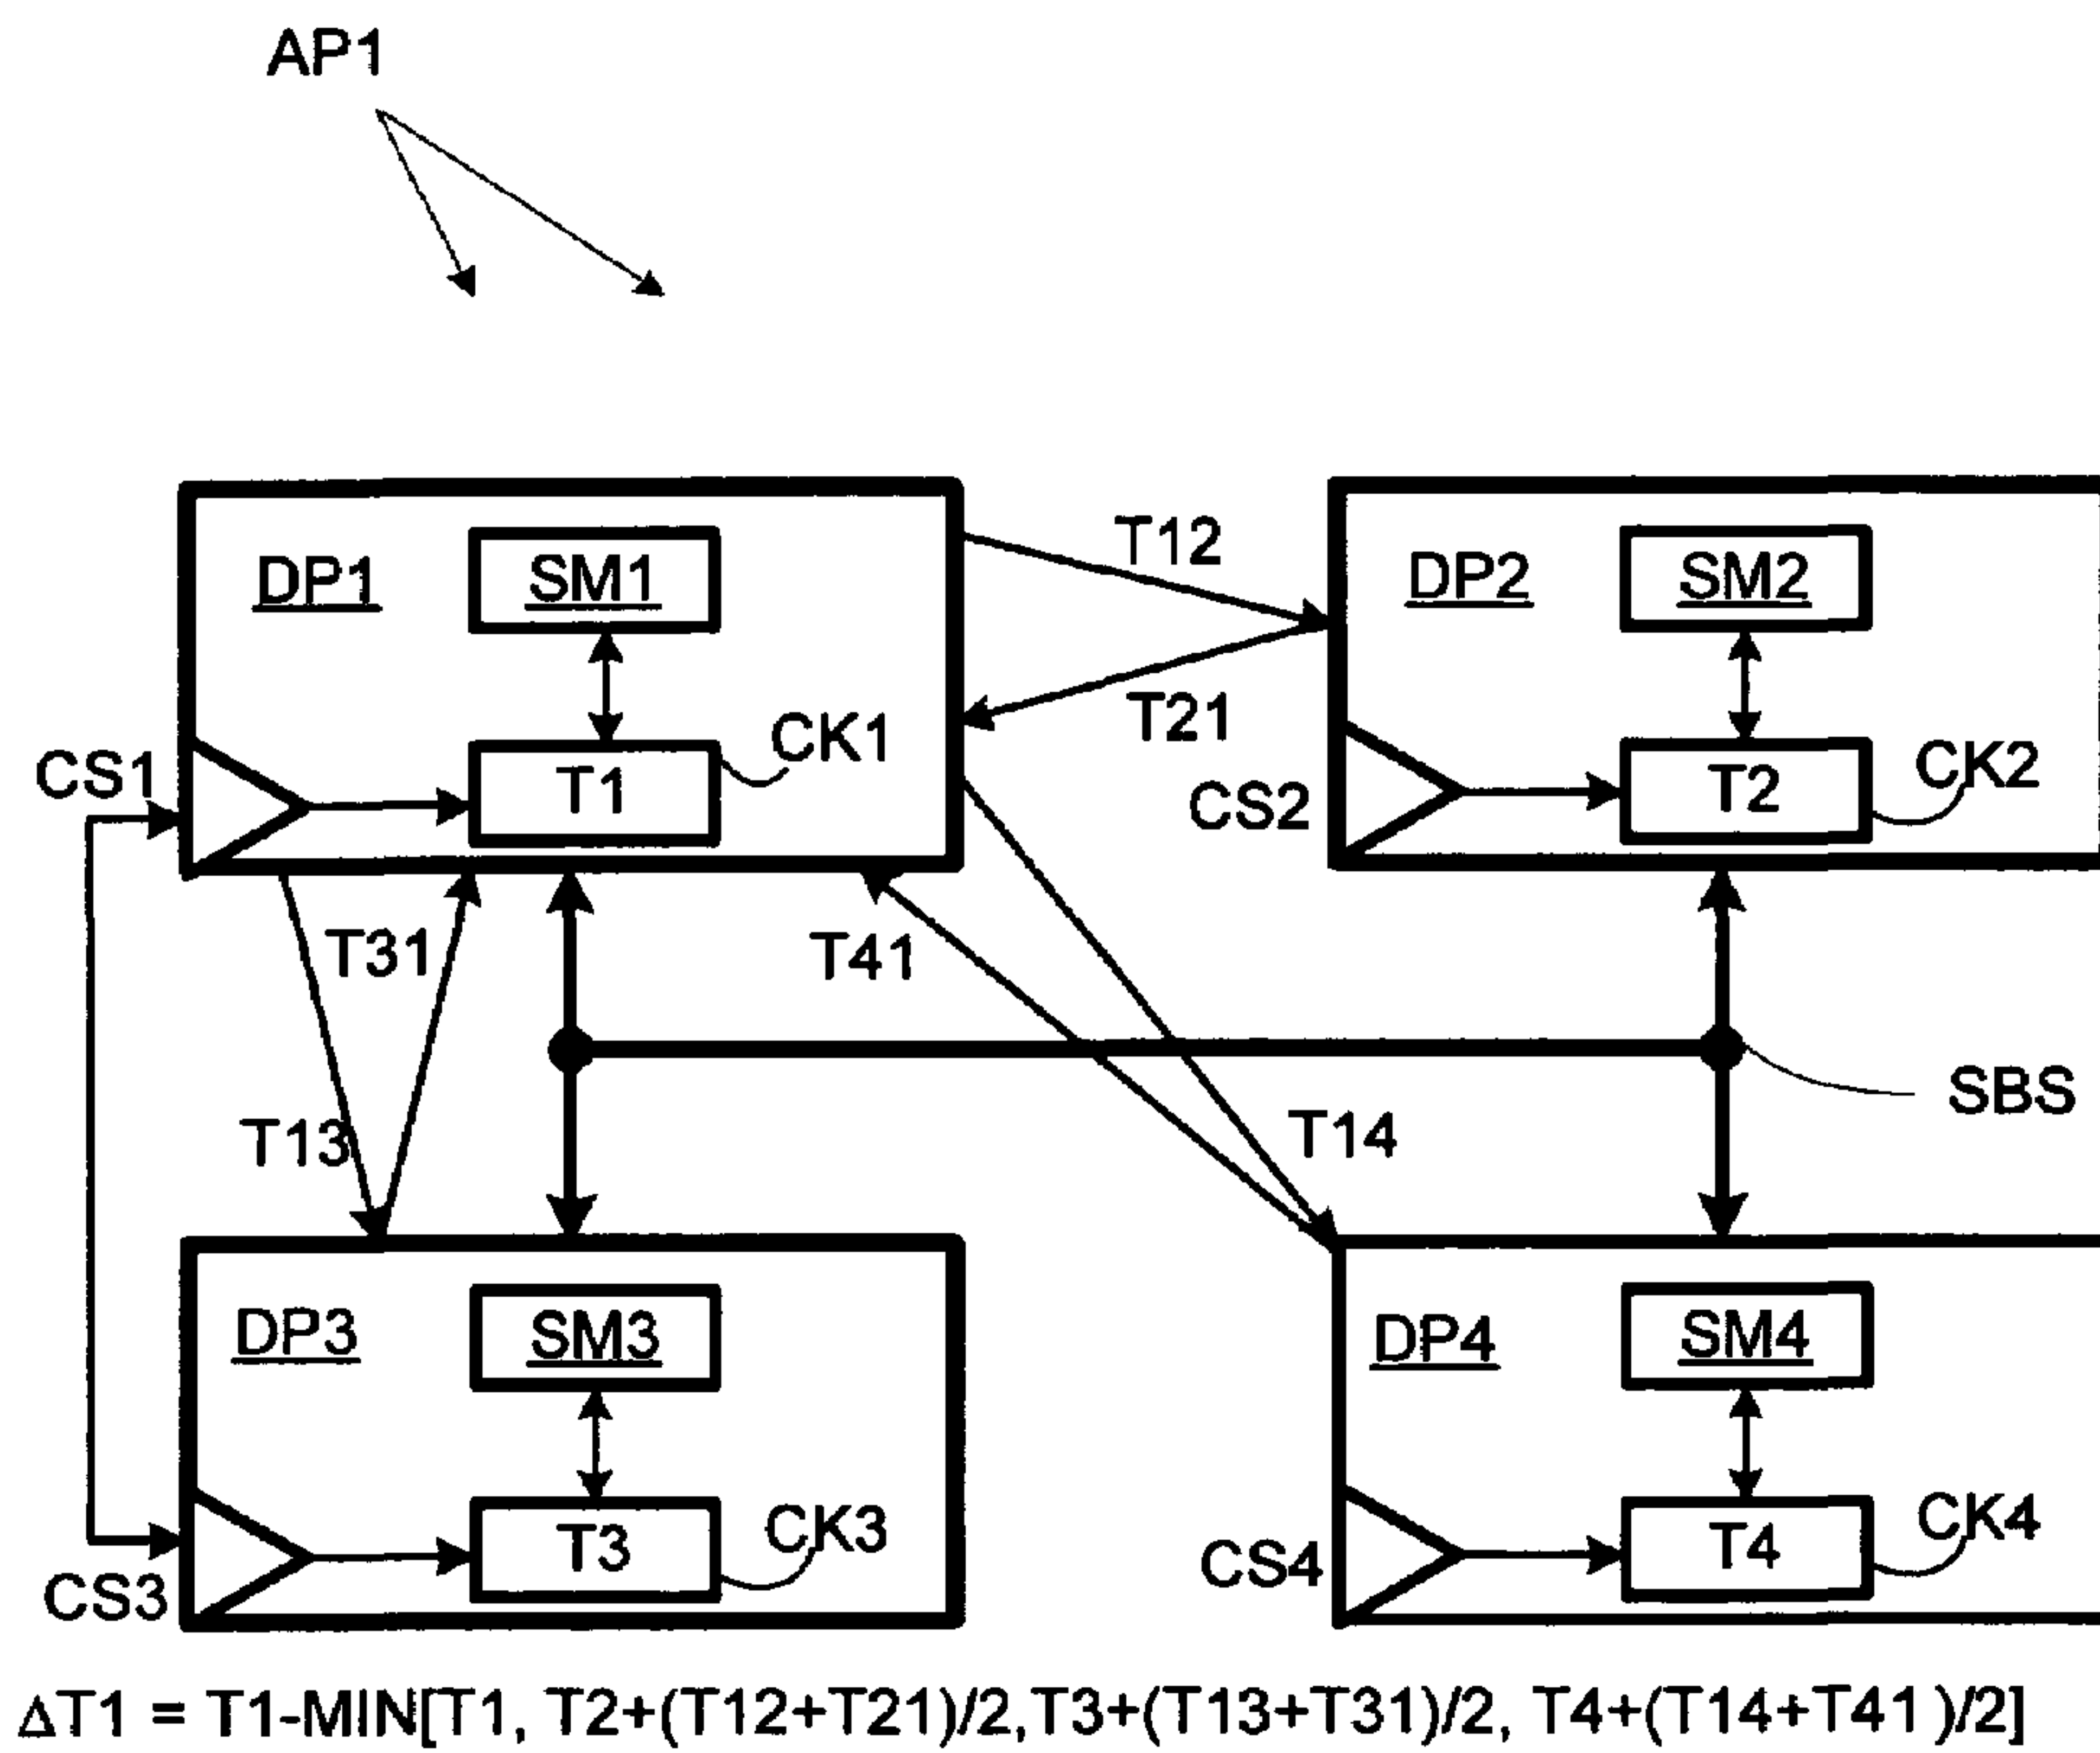 AP1
T12
DP1
SM1
DP2
SM2
T21
CK1
CS1
T1
CS2
T2
CK2
T31
T41
SBS
T13
T14
DP3
SM3
DP4
SM4
CK3
T3
CS3
CS4
T4
CK4
ΔT1 = T1-MIN[T1, T2+(T12+T21)/2,T3+(T13+T31)/2, T4+(T14+T41)/2]